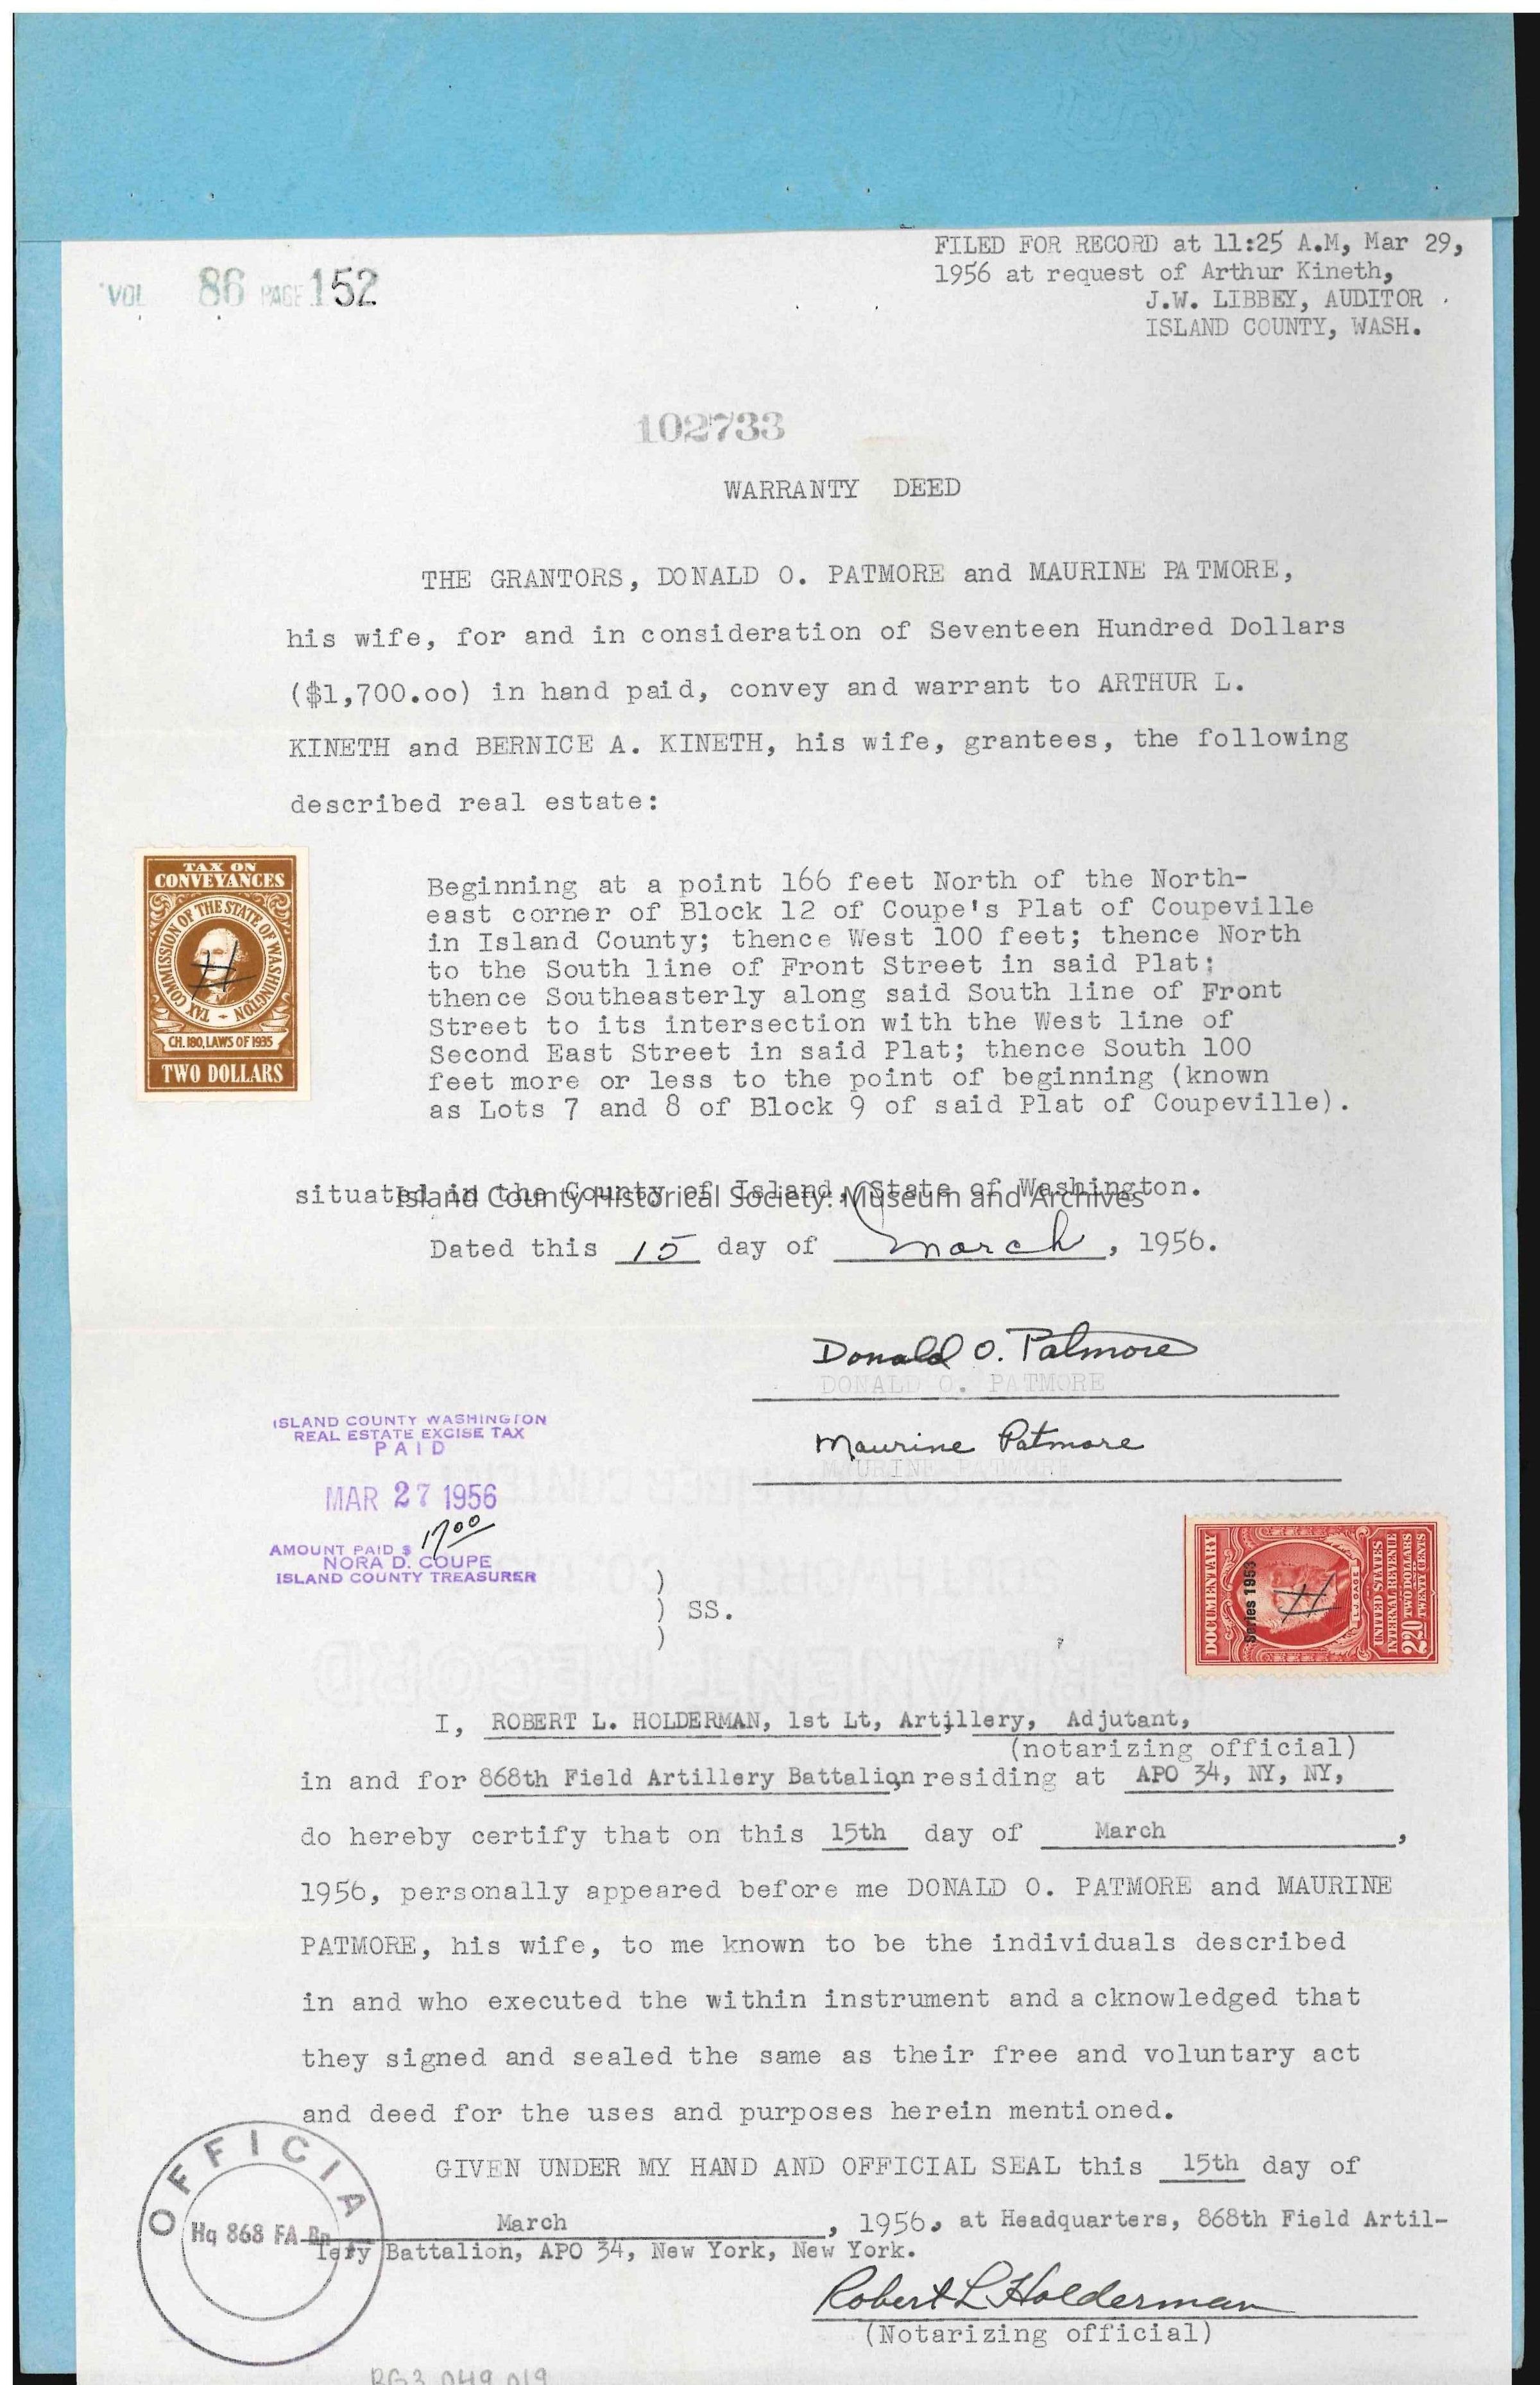 FILED FOR RECORD at 11:25 A.M, Mar 29,
1956 at request of Arthur Kineth,
J.W. LIBBEY, AUDITOR
ISLAND COUNTY, WASH.
VOL 86 PAGE 152
102733
WARRANTY DEED
THE GRANTORS, DONALD O. PATMORE and MAURINE PATMORE,
his wife, for and in consideration of Seventeen Hundred Dollars
($1,700.oo) in hand paid, convey and warrant to ARTHUR L.
KINETH and BERNICE A. KINETH, his wife, grantees, the following
described real estate:
TAX ON
CONVEYANCES
TAX COMMISSION OF THE STATE OF WASHINGTON
CH. 180, LAWS OF 1935
TWO DOLLARS
Beginning at a point 166 feet North of the North-
east corner of Block 12 of Coupe's Plat of Coupeville
in Island County; thence West 100 feet; thence North
to the South line of Front Street in said Plat;
thence Southeasterly along said South line of Front
Street to its intersection with the West line of
Second East Street in said Plat; thence South 100
feet more or less to the point of beginning (known
as Lots 7 and 8 of Block 9 of said Plat of Coupeville).
situated in the County of Island, State of Washington.
Island County Historical Society: Museum and Archives
Dated this 15 day of March, 1956.
Donald O. Patmore
DONALD O. PATMORE
Maurine Patmore
MAURINE PATMORE
ISLAND COUNTY WASHINGTON
REAL ESTATE EXCISE TAX
PAID
MAR 27 1956
AMOUNT PAID $ 17.00
NORA D. COUPE
ISLAND COUNTY TREASURER
)
) SS.
)
DOCUMENTARY
Series 1953
L.J. GAGE
UNITED STATES
INTERNAL REVENUE
2.20 TWO DOLLARS
TWENTY CENTS
I, ROBERT L. HOLDERMAN, 1st Lt, Artillery, Adjutant,
(notarizing official)
in and for 868th Field Artillery Battalion, residing at APO 34, NY, NY,
do hereby certify that on this 15th day of March,
1956, personally appeared before me DONALD O. PATMORE and MAURINE
PATMORE, his wife, to me known to be the individuals described
in and who executed the within instrument and acknowledged that
they signed and sealed the same as their free and voluntary act
and deed for the uses and purposes herein mentioned.
GIVEN UNDER MY HAND AND OFFICIAL SEAL this 15th day of
March, 1956, at Headquarters, 868th Field Artil-
lery Battalion, APO 34, New York, New York.
OFFICIA
Hq 868 FA Bn
Robert L Holderman
(Notarizing official)
RG3.049.019